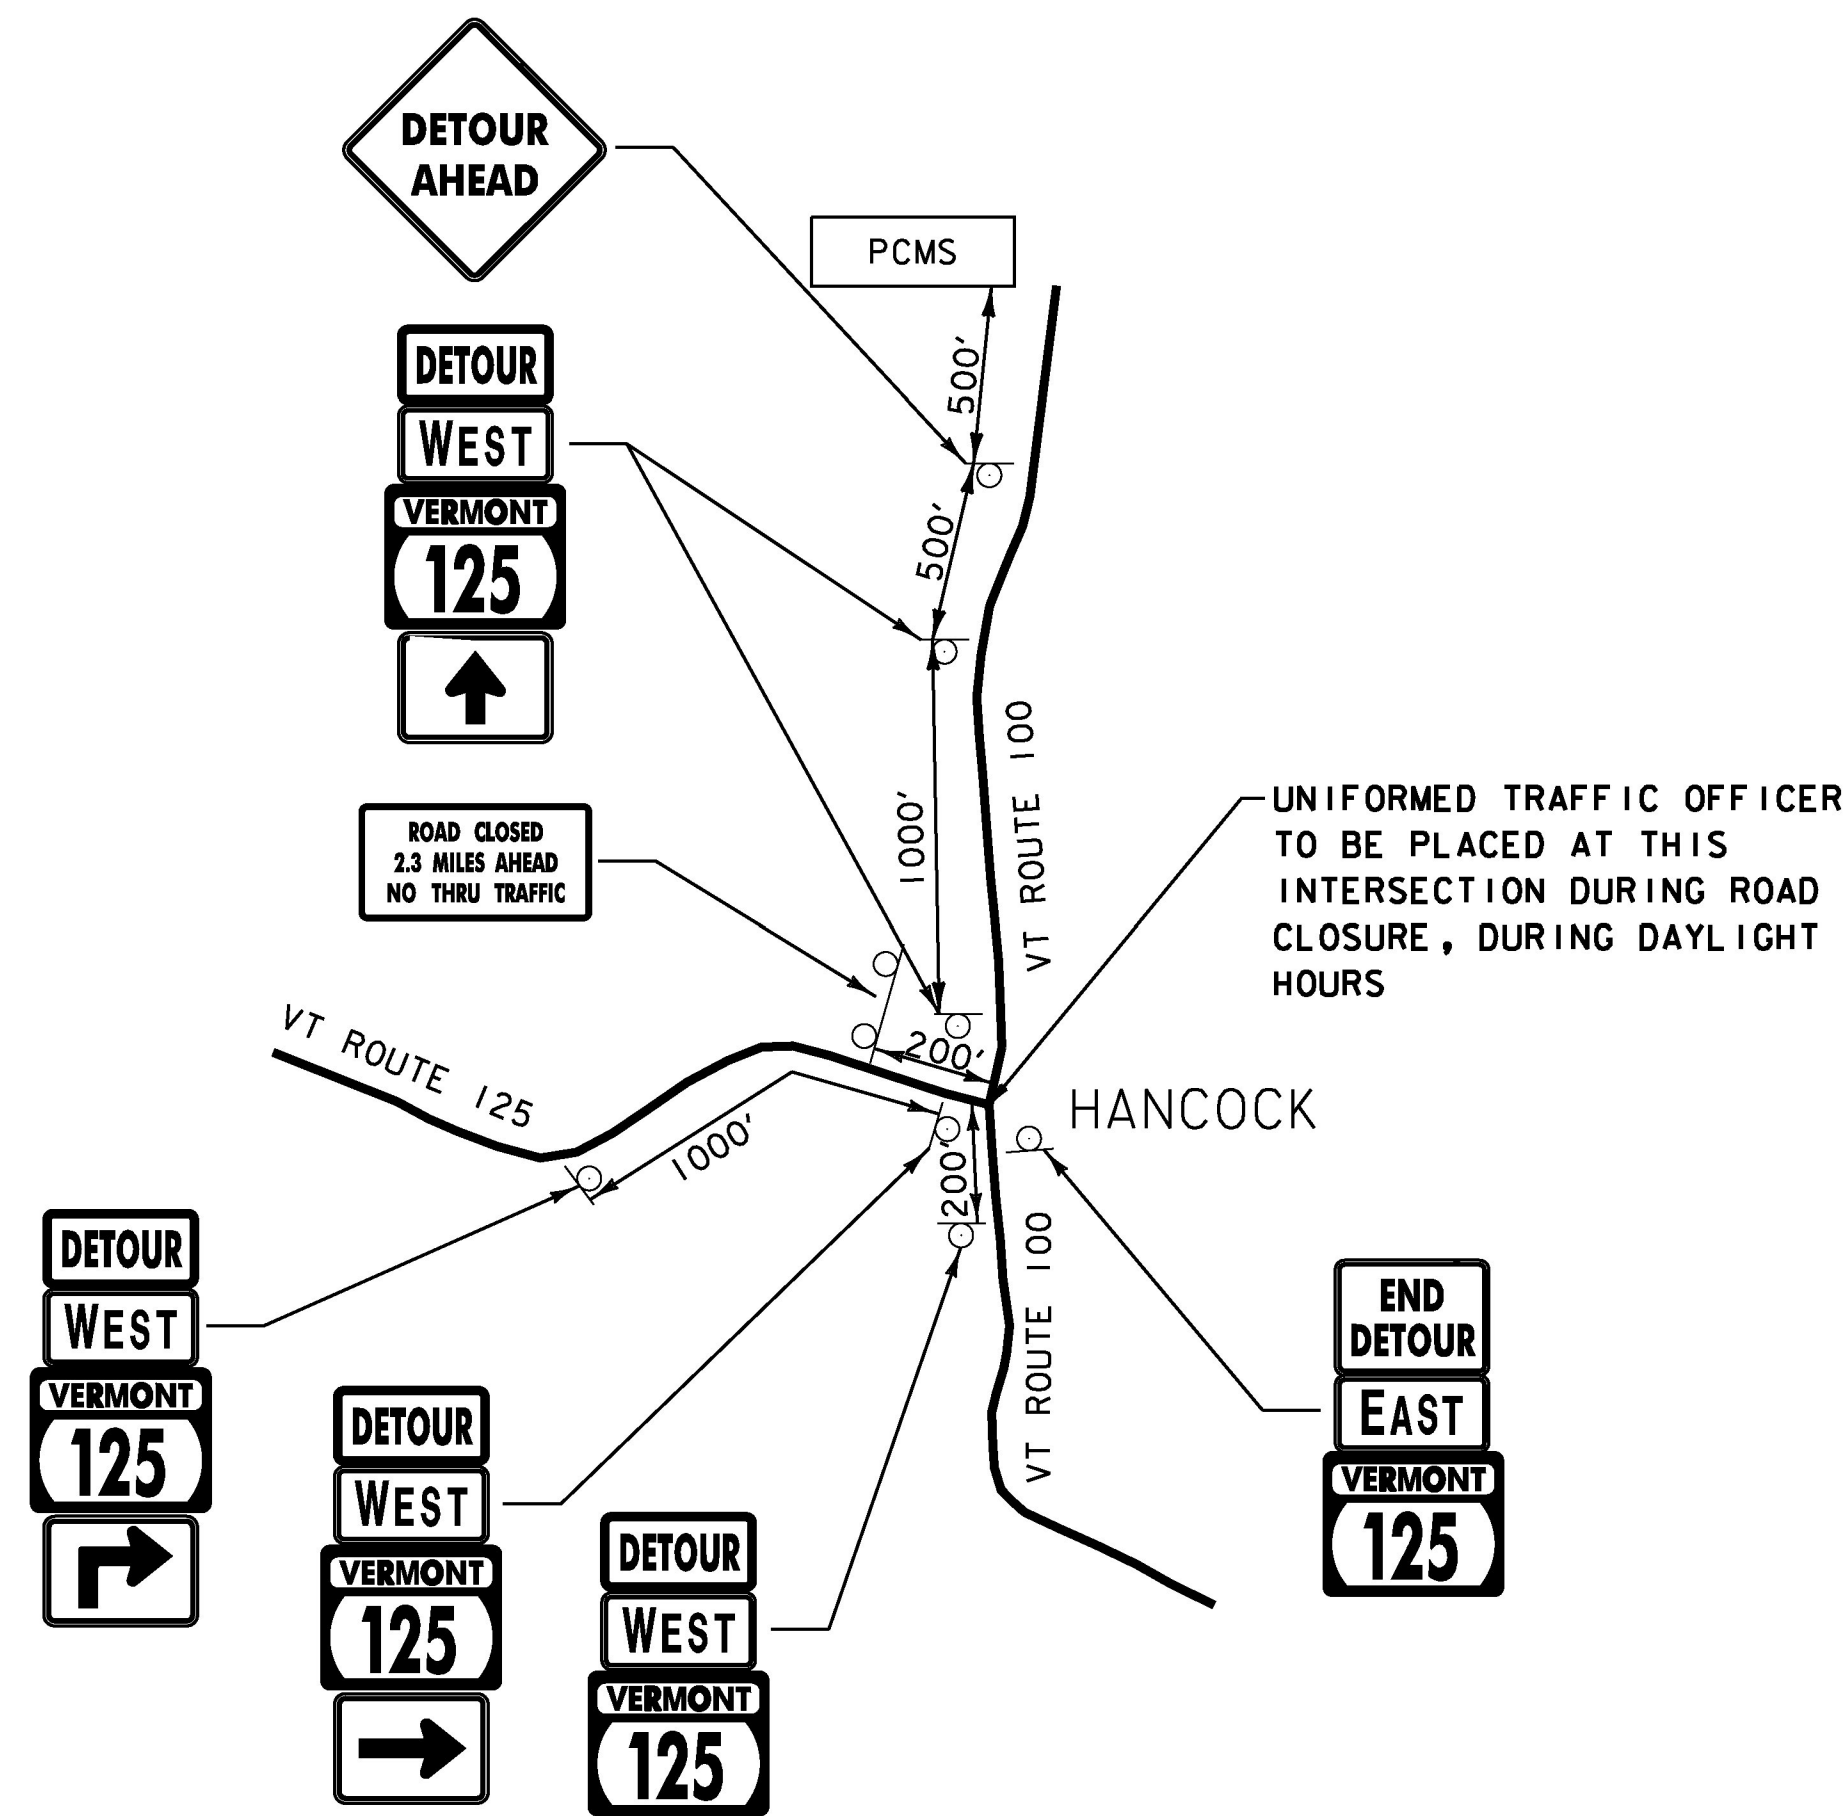 DETOUR
AHEAD
PCMS
500'
DETOUR
WEST
VERMONT
125
500'
VT ROUTE 100
1000'
ROAD CLOSED
2.3 MILES AHEAD
NO THRU TRAFFIC
UNIFORMED TRAFFIC OFFICER
TO BE PLACED AT THIS
INTERSECTION DURING ROAD
CLOSURE, DURING DAYLIGHT
HOURS
VT ROUTE 125
200'
HANCOCK
1000'
200'
VT ROUTE 100
DETOUR
WEST
VERMONT
125
DETOUR
WEST
VERMONT
125
DETOUR
WEST
VERMONT
125
END
DETOUR
EAST
VERMONT
125